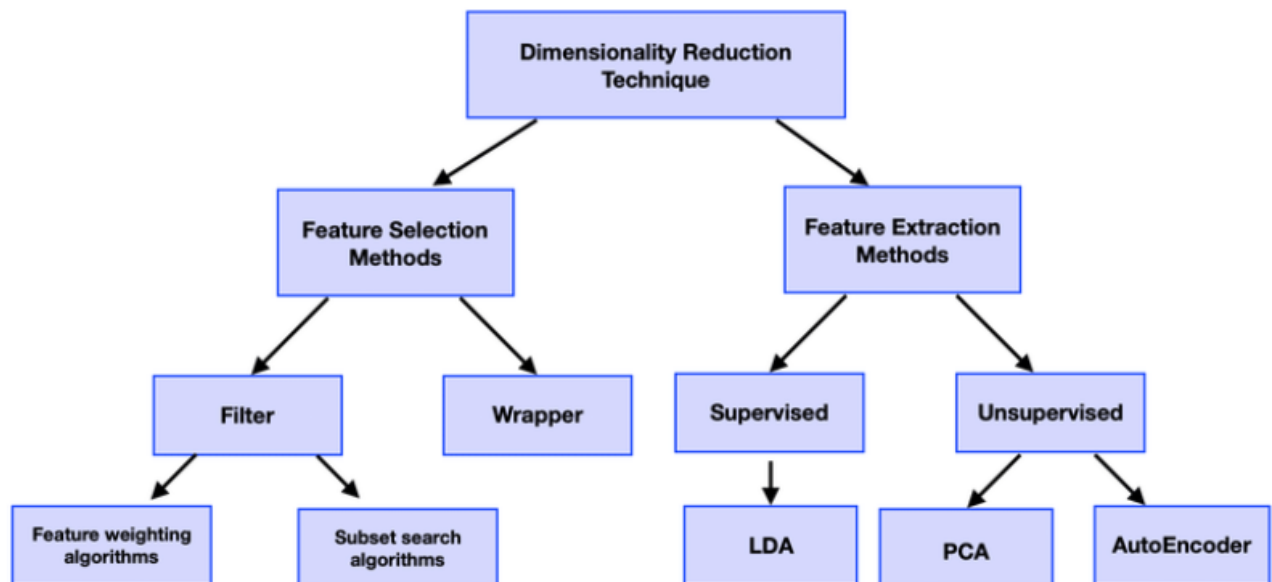 Dimensionality Reduction
Technique
Feature Selection
Methods
Feature Extraction
Methods
Filter
Wrapper
Supervised
Unsupervised
Feature weighting
algorithms
Subset search
algorithms
LDA
PCA
AutoEncoder